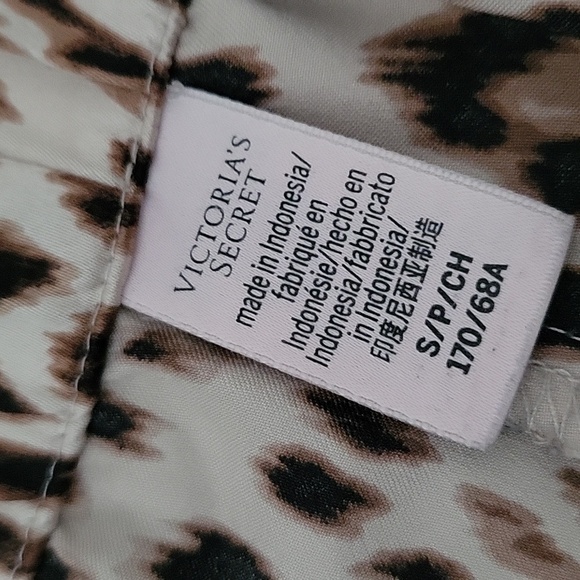 VICTORIA'S
SECRET
made in Indonesia/
fabriqué en
Indonésie/hecho en
Indonesia/fabbricato
in Indonesia/
印度尼西亚制造
S/P/CH
170/68A